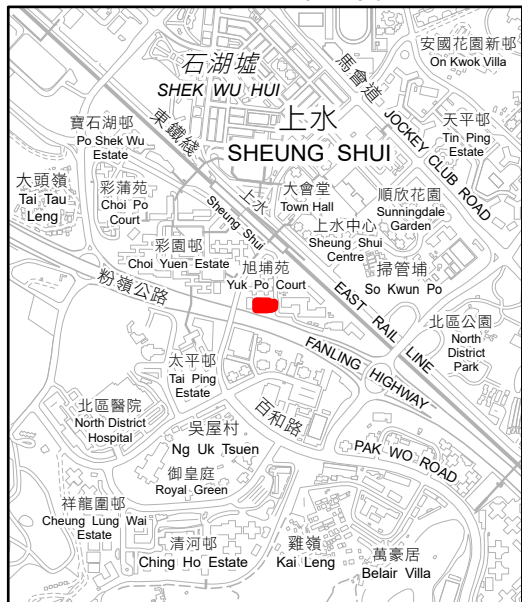 安國花園新邨
On Kwok Villa
石湖墟
SHEK WU HUI
馬會道
JOCKEY CLUB ROAD
寶石湖邨
Po Shek Wu
Estate
東鐵綫
上水
SHEUNG SHUI
天平邨
Tin Ping
Estate
大頭嶺
Tai Tau
Leng
彩蒲苑
Choi Po
Court
上水
Sheung Shui
大會堂
Town Hall
順欣花園
Sunningdale
Garden
彩園邨
Choi Yuen Estate
上水中心
Sheung Shui
Centre
旭埔苑
Yuk Po Court
掃管埔
So Kwun Po
粉嶺公路
EAST RAIL LINE
北區公園
North
District
Park
FANLING HIGHWAY
太平邨
Tai Ping
Estate
北區醫院
North District
Hospital
百和路
吳屋村
Ng Uk Tsuen
PAK WO ROAD
御皇庭
Royal Green
祥龍圍邨
Cheung Lung Wai
Estate
清河邨
Ching Ho Estate
雞嶺
Kai Leng
萬豪居
Belair Villa